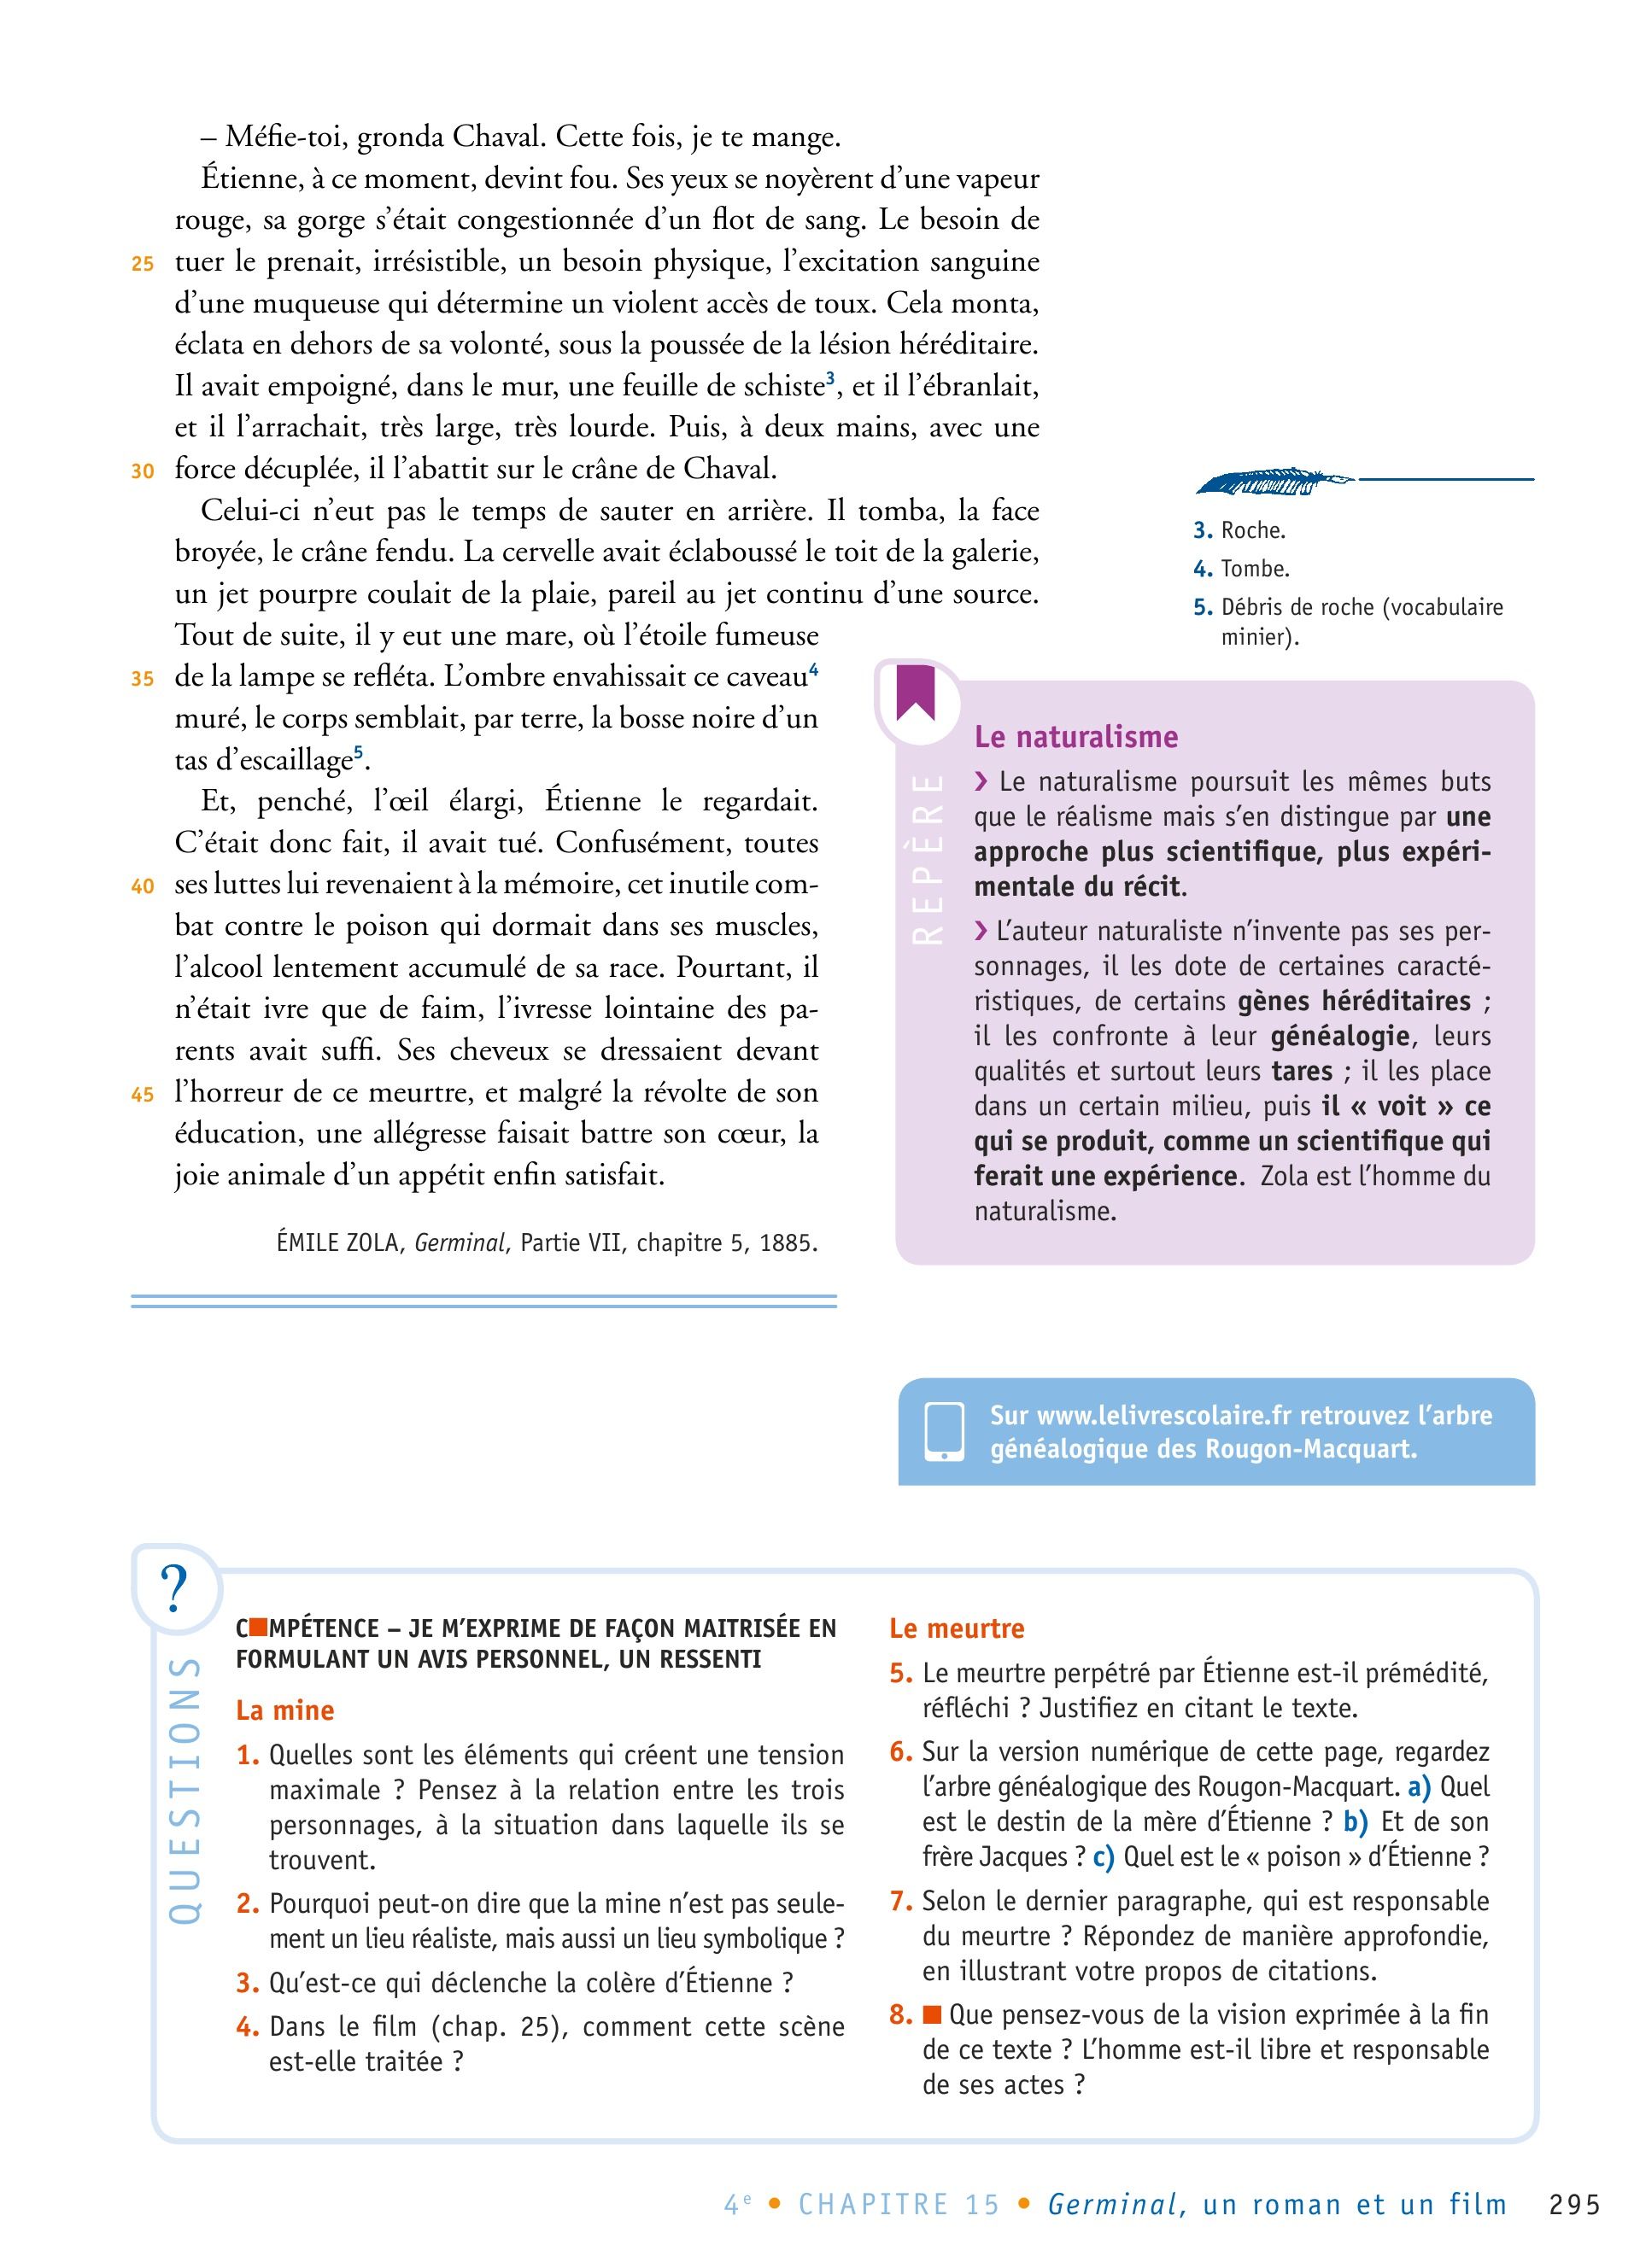 – Méfie-toi, gronda Chaval. Cette fois, je te mange.
Étienne, à ce moment, devint fou. Ses yeux se noyèrent d'une vapeur
rouge, sa gorge s'était congestionnée d'un flot de sang. Le besoin de
25 tuer le prenait, irrésistible, un besoin physique, l'excitation sanguine
d'une muqueuse qui détermine un violent accès de toux. Cela monta,
éclata en dehors de sa volonté, sous la poussée de la lésion héréditaire.
Il avait empoigné, dans le mur, une feuille de schiste3, et il l'ébranlait,
et il l'arrachait, très large, très lourde. Puis, à deux mains, avec une
30 force décuplée, il l'abattit sur le crâne de Chaval.
Celui-ci n'eut pas le temps de sauter en arrière. Il tomba, la face
broyée, le crâne fendu. La cervelle avait éclaboussé le toit de la galerie,
un jet pourpre coulait de la plaie, pareil au jet continu d'une source.
Tout de suite, il y eut une mare, où l'étoile fumeuse
35 de la lampe se refléta. L'ombre envahissait ce caveau4
muré, le corps semblait, par terre, la bosse noire d'un
tas d'escaillage5.
Et, penché, l'œil élargi, Étienne le regardait.
C'était donc fait, il avait tué. Confusément, toutes
40 ses luttes lui revenaient à la mémoire, cet inutile com-
bat contre le poison qui dormait dans ses muscles,
l'alcool lentement accumulé de sa race. Pourtant, il
n'était ivre que de faim, l'ivresse lointaine des pa-
rents avait suffi. Ses cheveux se dressaient devant
45 l'horreur de ce meurtre, et malgré la révolte de son
éducation, une allégresse faisait battre son cœur, la
joie animale d'un appétit enfin satisfait.
ÉMILE ZOLA, Germinal, Partie VII, chapitre 5, 1885.
3. Roche.
4. Tombe.
5. Débris de roche (vocabulaire
minier).
REPÈRE
Le naturalisme
› Le naturalisme poursuit les mêmes buts
que le réalisme mais s'en distingue par une
approche plus scientifique, plus expéri-
mentale du récit.
› L'auteur naturaliste n'invente pas ses per-
sonnages, il les dote de certaines caracté-
ristiques, de certains gènes héréditaires ;
il les confronte à leur généalogie, leurs
qualités et surtout leurs tares ; il les place
dans un certain milieu, puis il « voit » ce
qui se produit, comme un scientifique qui
ferait une expérience. Zola est l'homme du
naturalisme.
Sur www.lelivrescolaire.fr retrouvez l'arbre
généalogique des Rougon-Macquart.
?
QUESTIONS
C■MPÉTENCE – JE M'EXPRIME DE FAÇON MAITRISÉE EN
FORMULANT UN AVIS PERSONNEL, UN RESSENTI
La mine
1. Quelles sont les éléments qui créent une tension
maximale ? Pensez à la relation entre les trois
personnages, à la situation dans laquelle ils se
trouvent.
2. Pourquoi peut-on dire que la mine n'est pas seule-
ment un lieu réaliste, mais aussi un lieu symbolique ?
3. Qu'est-ce qui déclenche la colère d'Étienne ?
4. Dans le film (chap. 25), comment cette scène
est-elle traitée ?
Le meurtre
5. Le meurtre perpétré par Étienne est-il prémédité,
réfléchi ? Justifiez en citant le texte.
6. Sur la version numérique de cette page, regardez
l'arbre généalogique des Rougon-Macquart. a) Quel
est le destin de la mère d'Étienne ? b) Et de son
frère Jacques ? c) Quel est le « poison » d'Étienne ?
7. Selon le dernier paragraphe, qui est responsable
du meurtre ? Répondez de manière approfondie,
en illustrant votre propos de citations.
8. ■ Que pensez-vous de la vision exprimée à la fin
de ce texte ? L'homme est-il libre et responsable
de ses actes ?
4e • CHAPITRE 15 • Germinal, un roman et un film 295